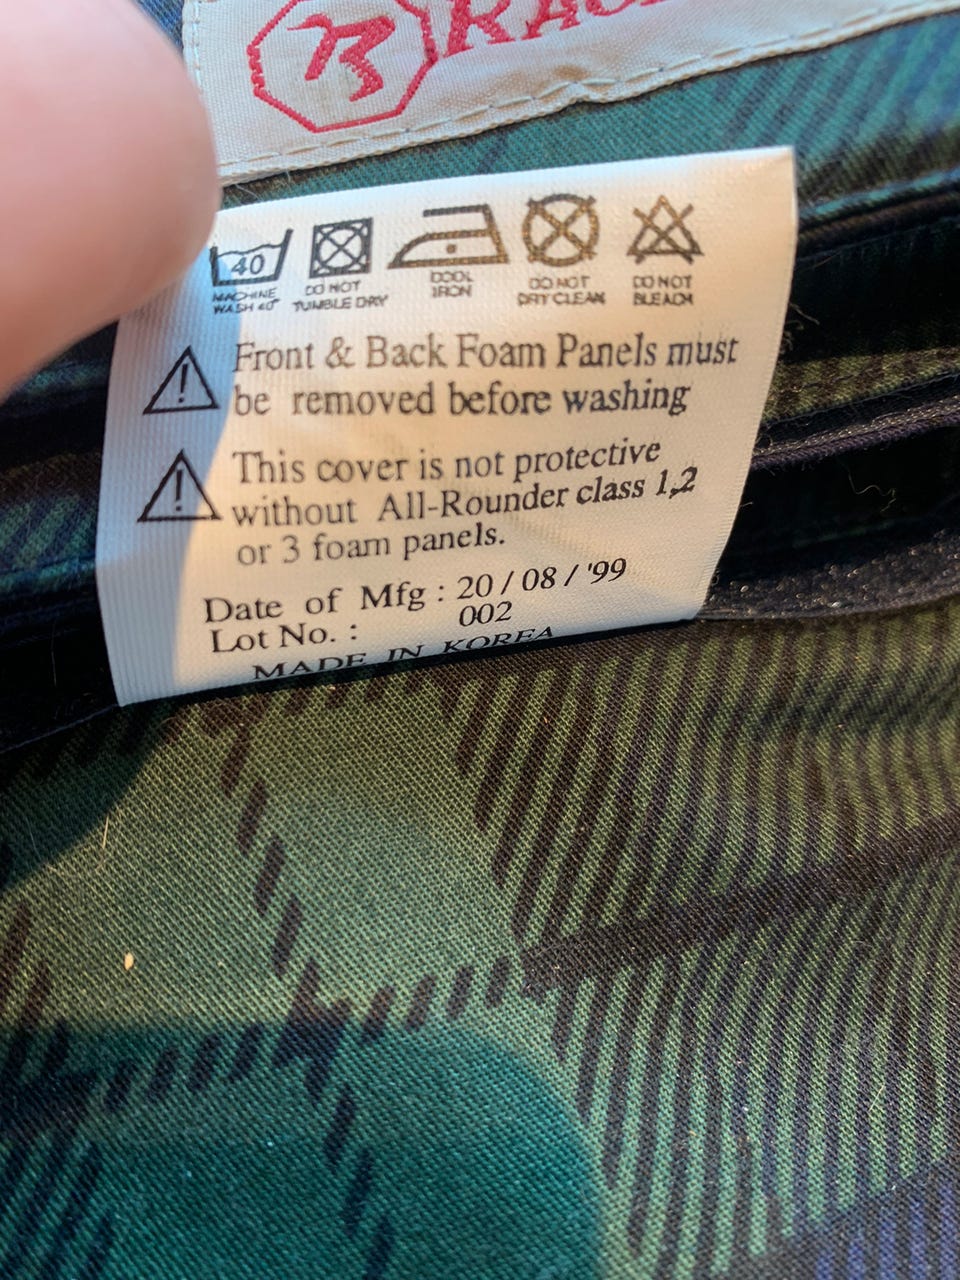 40
MACHINE
WASH 40°
DO NOT
TUMBLE DRY
COOL
IRON
DO NOT
DRY CLEAN
DO NOT
BLEACH
Front & Back Foam Panels must
be removed before washing
This cover is not protective
without All-Rounder class 1,2
or 3 foam panels.
Date of Mfg : 20 / 08 / '99
Lot No. : 002
MADE IN KOREA